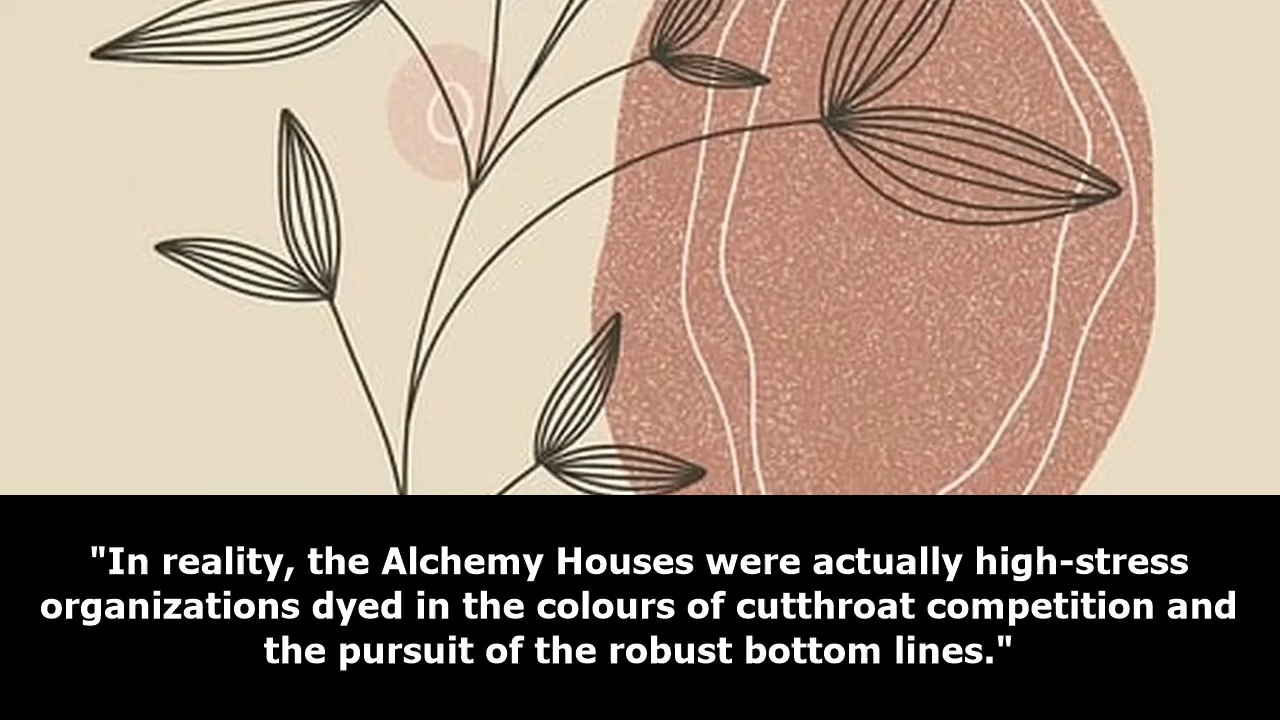 "In reality, the Alchemy Houses were actually high-stress
organizations dyed in the colours of cutthroat competition and
the pursuit of the robust bottom lines."